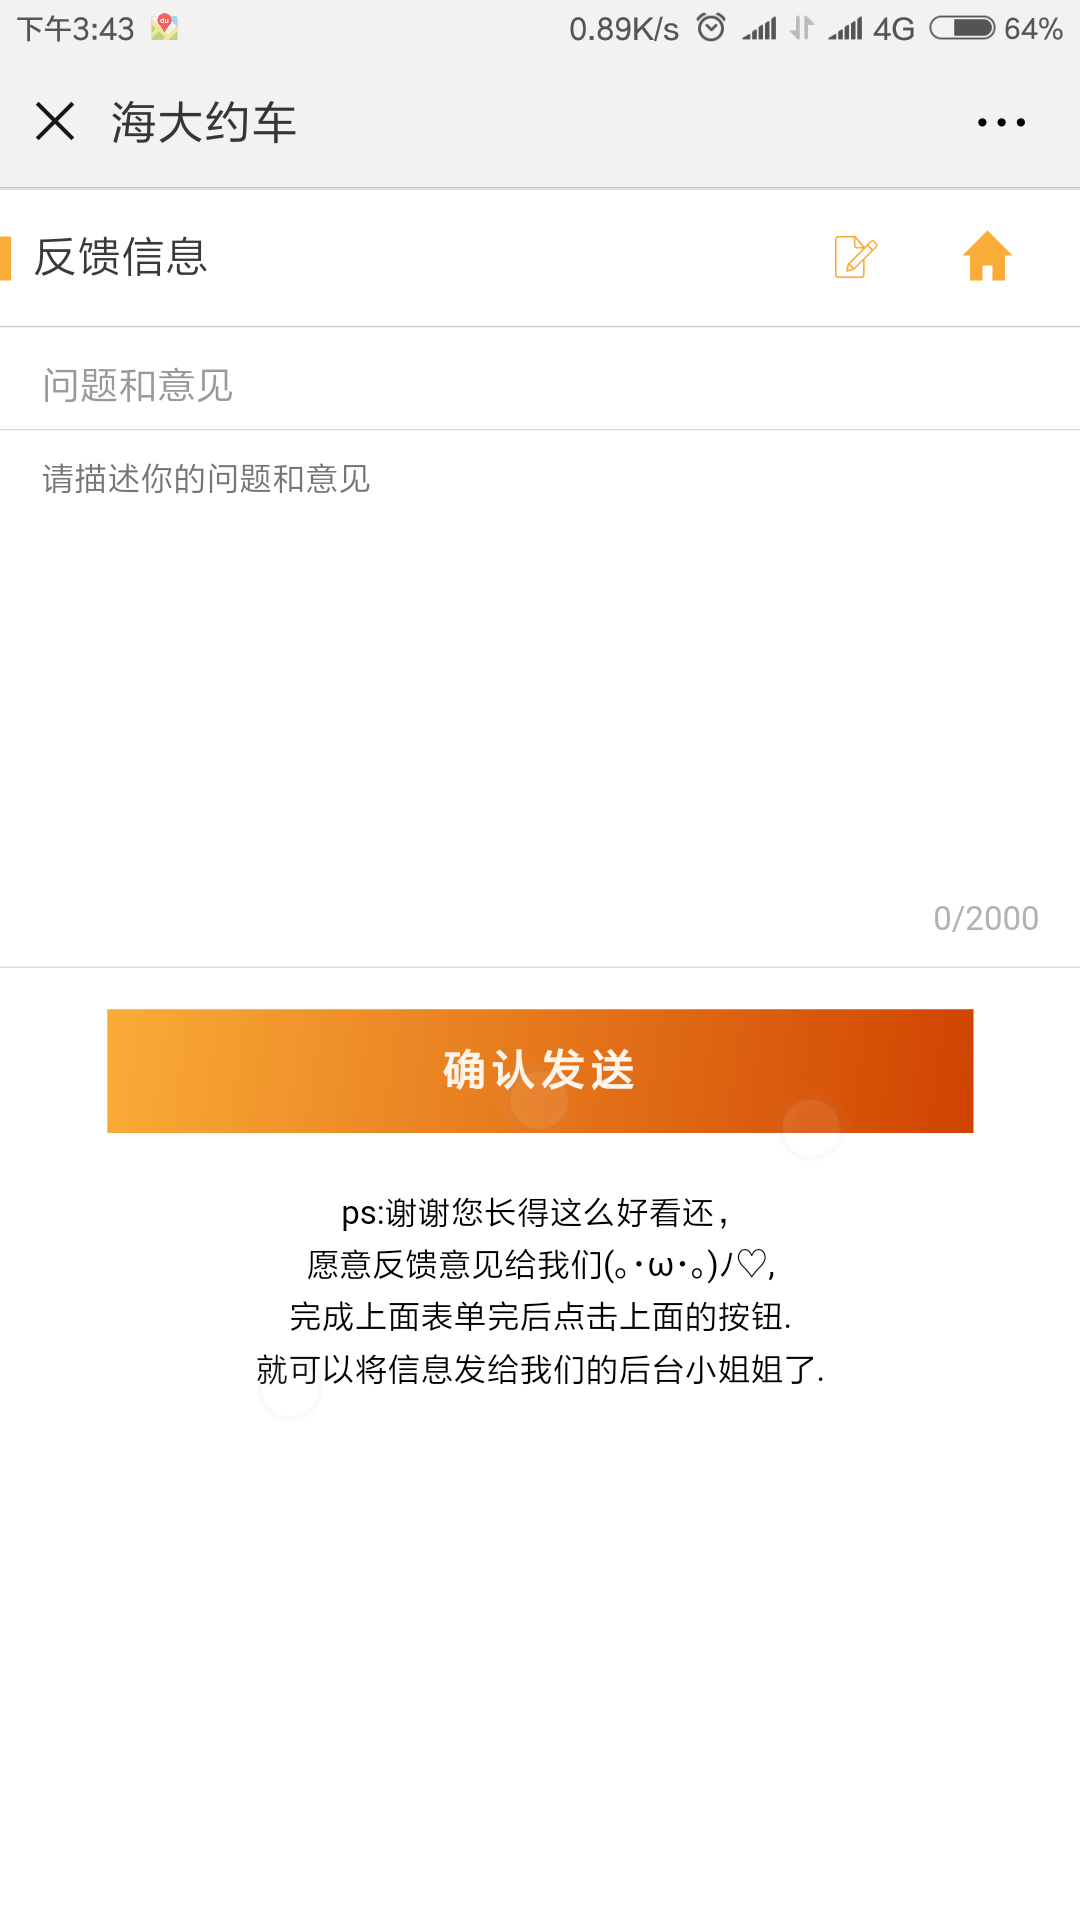 下午3:43
0.89K/s 4G 64%
海大约车
反馈信息
问题和意见
请描述你的问题和意见
0/2000
确认发送
ps:谢谢您长得这么好看还，
愿意反馈意见给我们(｡･ω･｡)ﾉ♡,
完成上面表单完后点击上面的按钮.
就可以将信息发给我们的后台小姐姐了.